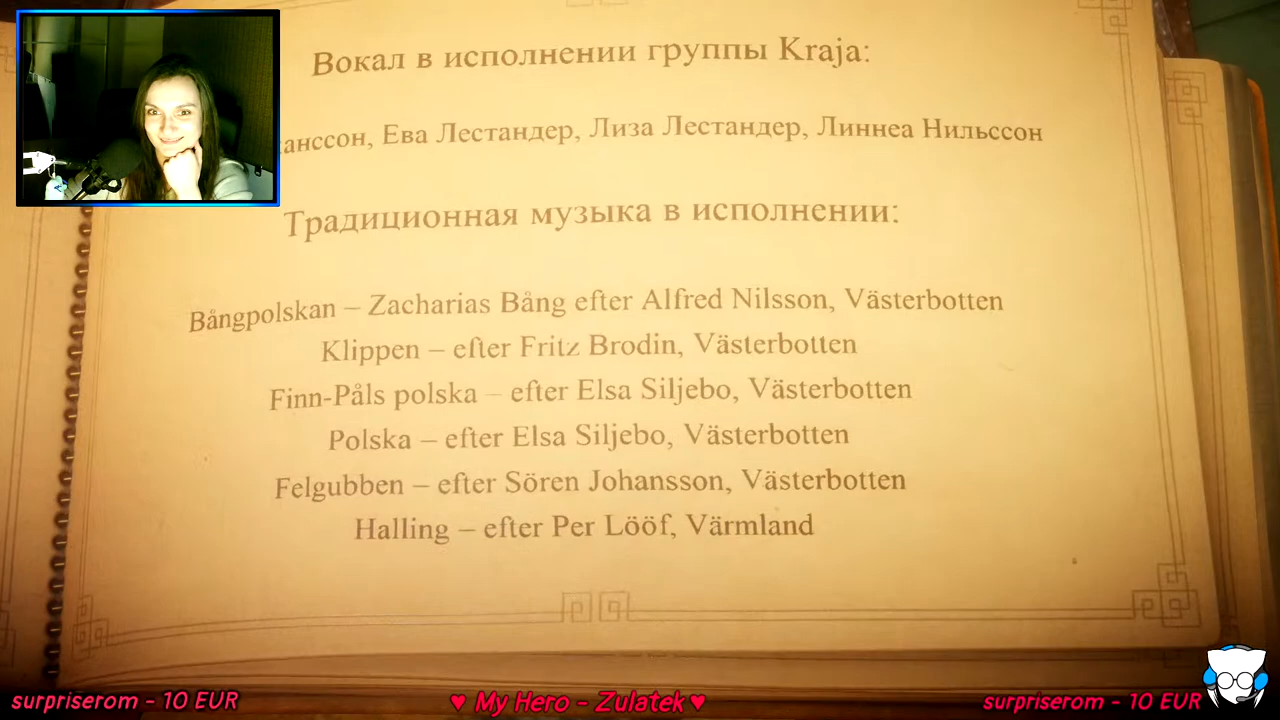 Вокал в исполнении группы Kraja:
Ева Лестандер, Лиза Лестандер, Линнеа Нильссон
Традиционная музыка в исполнении:
Bångpolskan – Zacharias Bång efter Alfred Nilsson, Västerbotten
Klippen – efter Fritz Brodin, Västerbotten
Finn-Påls polska – efter Elsa Siljebo, Västerbotten
Polska – efter Elsa Siljebo, Västerbotten
Felgubben – efter Sören Johansson, Västerbotten
Halling – efter Per Lööf, Värmland
surpriserom - 10 EUR
♥ My Hero - Zulatek ♥
surpriserom - 10 EUR